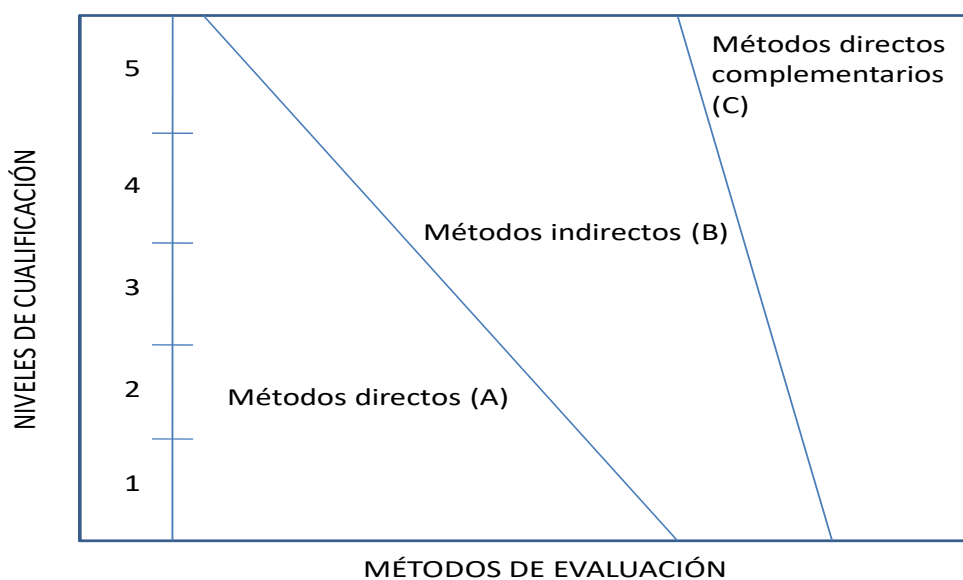 NIVELES DE CUALIFICACIÓN
5
4
3
2
1
Métodos directos
complementarios
(C)
Métodos indirectos (B)
Métodos directos (A)
MÉTODOS DE EVALUACIÓN